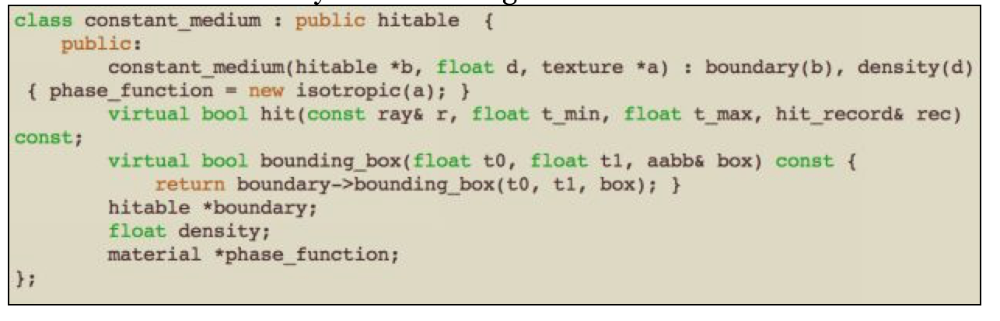 class constant_medium : public hitable  {
    public:
        constant_medium(hitable *b, float d, texture *a) : boundary(b), density(d)
 { phase_function = new isotropic(a); }
        virtual bool hit(const ray& r, float t_min, float t_max, hit_record& rec)
const;
        virtual bool bounding_box(float t0, float t1, aabb& box) const {
            return boundary->bounding_box(t0, t1, box); }
        hitable *boundary;
        float density;
        material *phase_function;
};